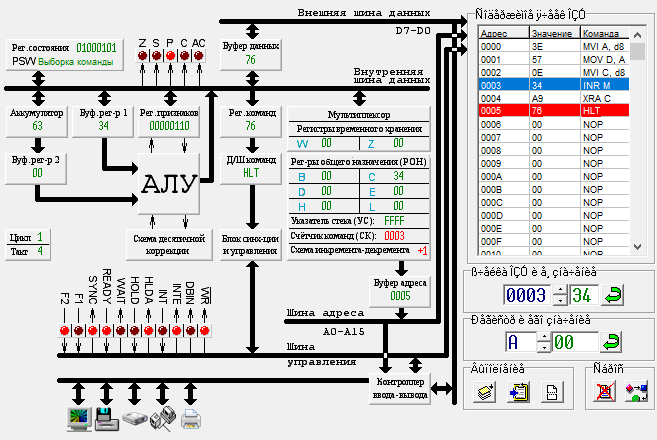 Внешняя шина данных
D7-D0
Рег.состояния 01000101
PSW Выборка команды
Z S P C AC
Буфер данных
76
Внутренняя
шина данных
Аккумулятор
63
Буф.рег-р 1
34
Рег.признаков
00000110
Рег.команд
76
Мультиплексор
Регистры временного хранения
W 00 Z 00
Буф.рег-р 2
00
АЛУ
Д/Ш команд
HLT
Рег-ры общего назначения (РОН)
B 00 C 34
D 00 E 00
H 00 L 00
Указатель стека (УС): FFFF
Счётчик команд (СК): 0003
Схема инкремента-декремента +1
Цикл 1
Такт 4
Схема десятичной
коррекции
Блок синх-ции
и управления
Буфер адреса
0005
F2 F1 SYNC READY WAIT HOLD HLDA INT INTE DBIN WR
Шина адреса
A0-A15
Шина
управления
Контроллер
ввода-вывода
Ñîäåðæèìîå ÿ÷ååê ÎÇÓ
Адрес Значение Команда
0000 3E MVI A, d8
0001 57 MOV D, A
0002 0E MVI C, d8
0003 34 INR M
0004 A9 XRA C
0005 76 HLT
0006 00 NOP
0007 00 NOP
0008 00 NOP
0009 00 NOP
000A 00 NOP
000B 00 NOP
000C 00 NOP
000D 00 NOP
000E 00 NOP
000F 00 NOP
0010 00 NOP
ß÷åéêà ÎÇÓ è å¸ çíà÷åíèå
0003 34
Ðåãèñòð è åãî çíà÷åíèå
A 00
Âûïîëíåíèå
Ñáðîñ